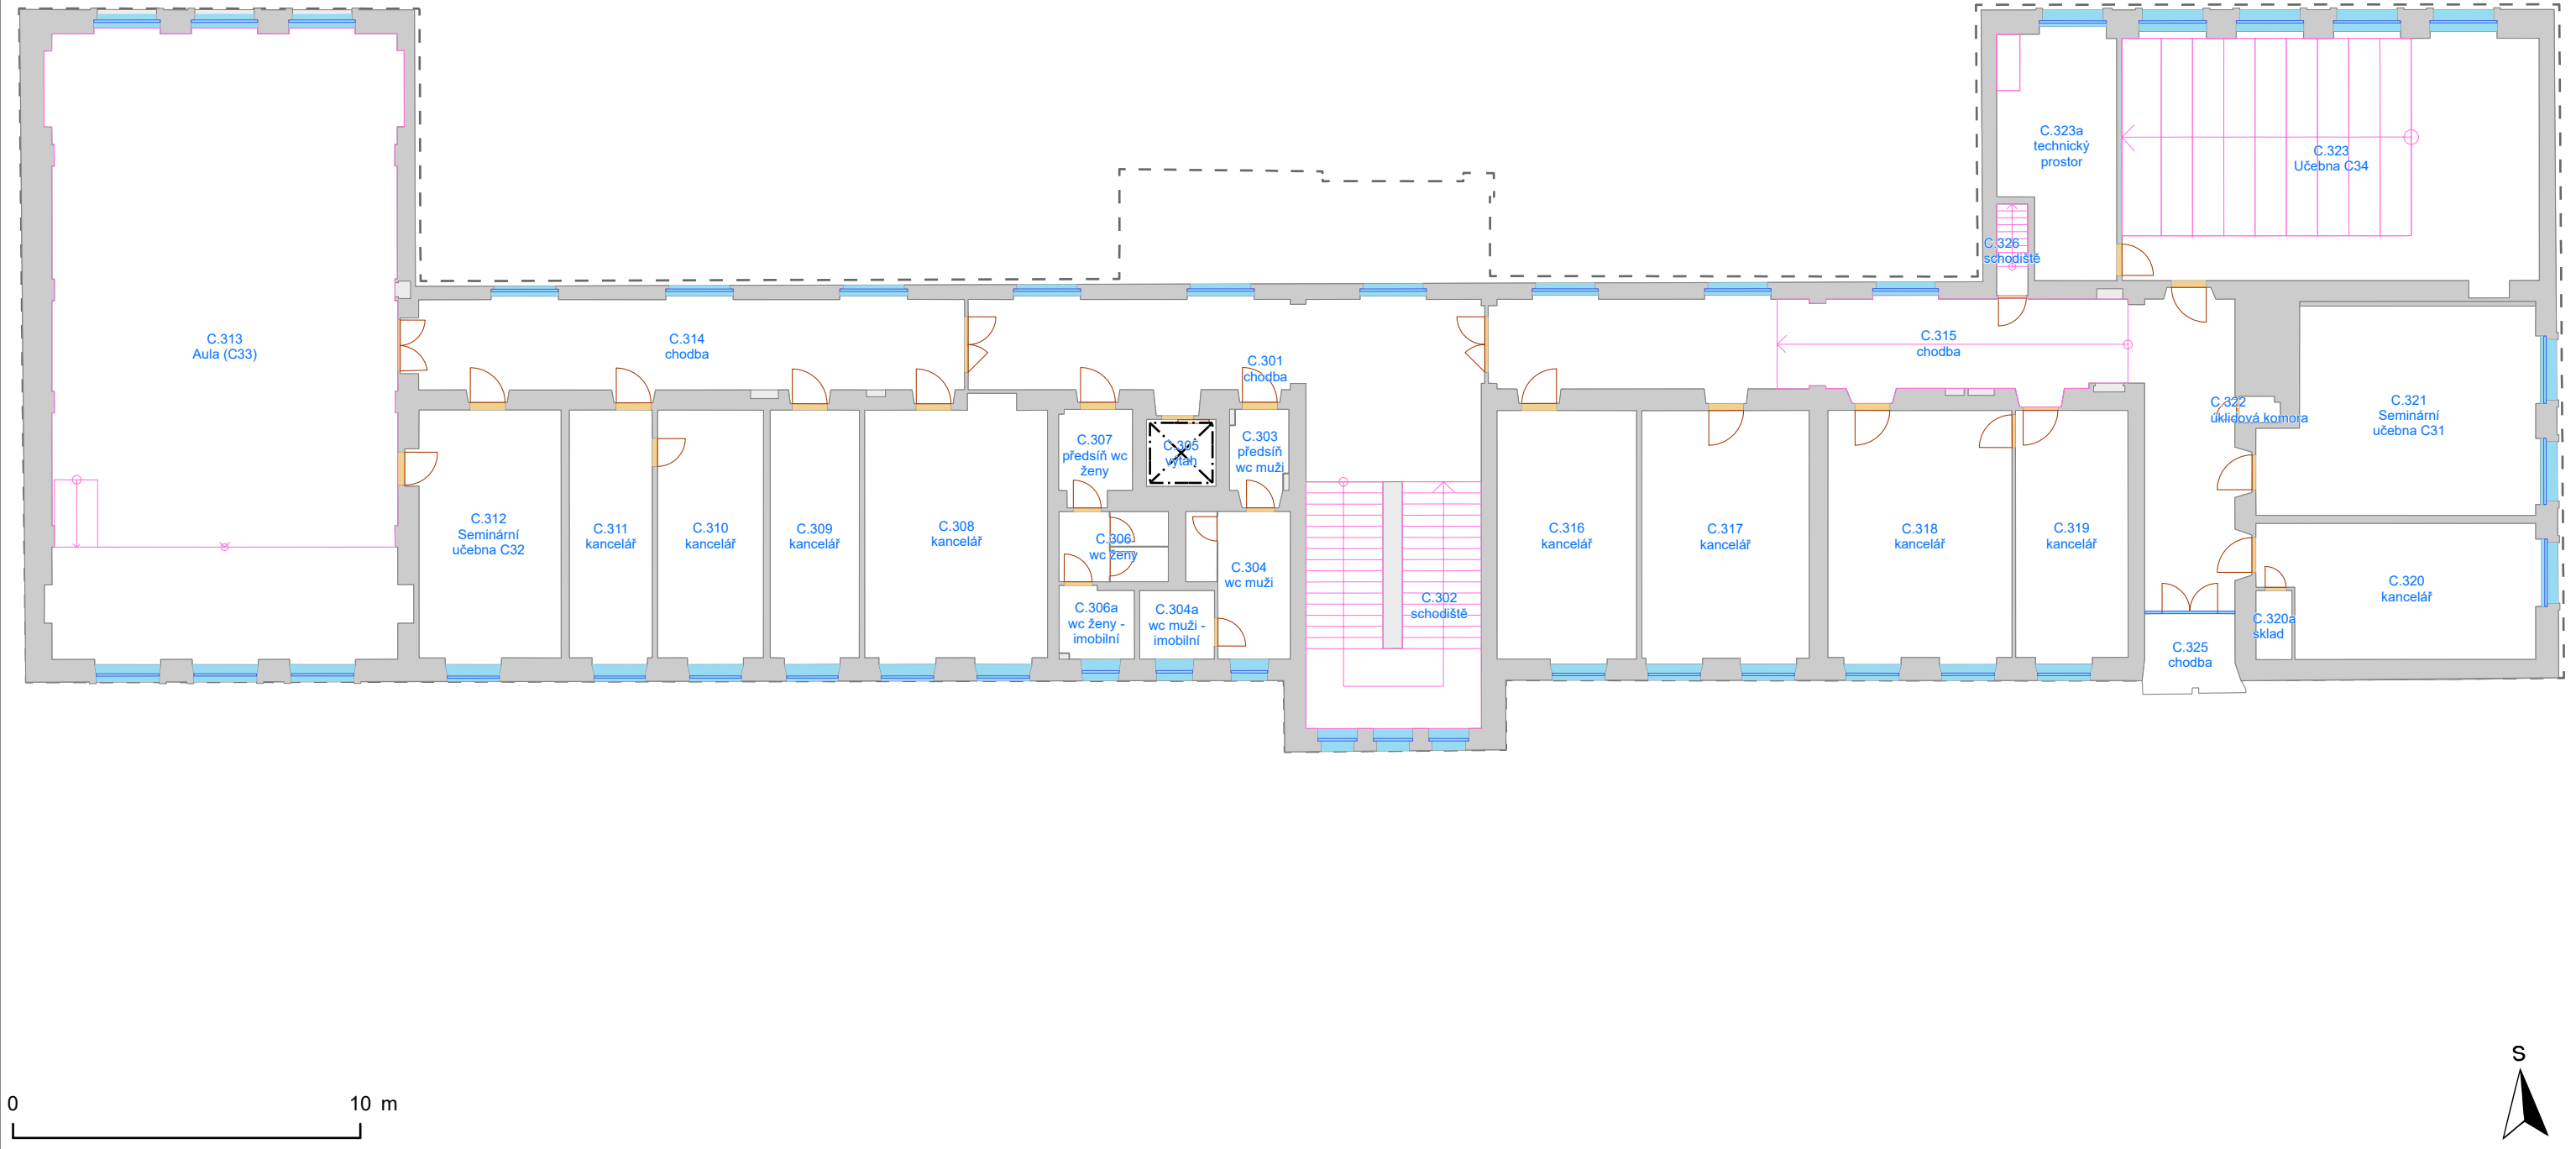 C.323a
technický
prostor
C.323
Učebna C34
C.326
schodiště
C.313
Aula (C33)
C.314
chodba
C.301
chodba
C.315
chodba
C.322
úklidová komora
C.321
Seminární
učebna C31
C.307
předsíň wc
ženy
C.305
výtah
C.303
předsíň
wc muži
C.312
Seminární
učebna C32
C.311
kancelář
C.310
kancelář
C.309
kancelář
C.308
kancelář
C.306
wc ženy
C.304
wc muži
C.316
kancelář
C.317
kancelář
C.318
kancelář
C.319
kancelář
C.320
kancelář
C.306a
wc ženy -
imobilní
C.304a
wc muži -
imobilní
C.302
schodiště
C.320a
sklad
C.325
chodba
S
0 10 m